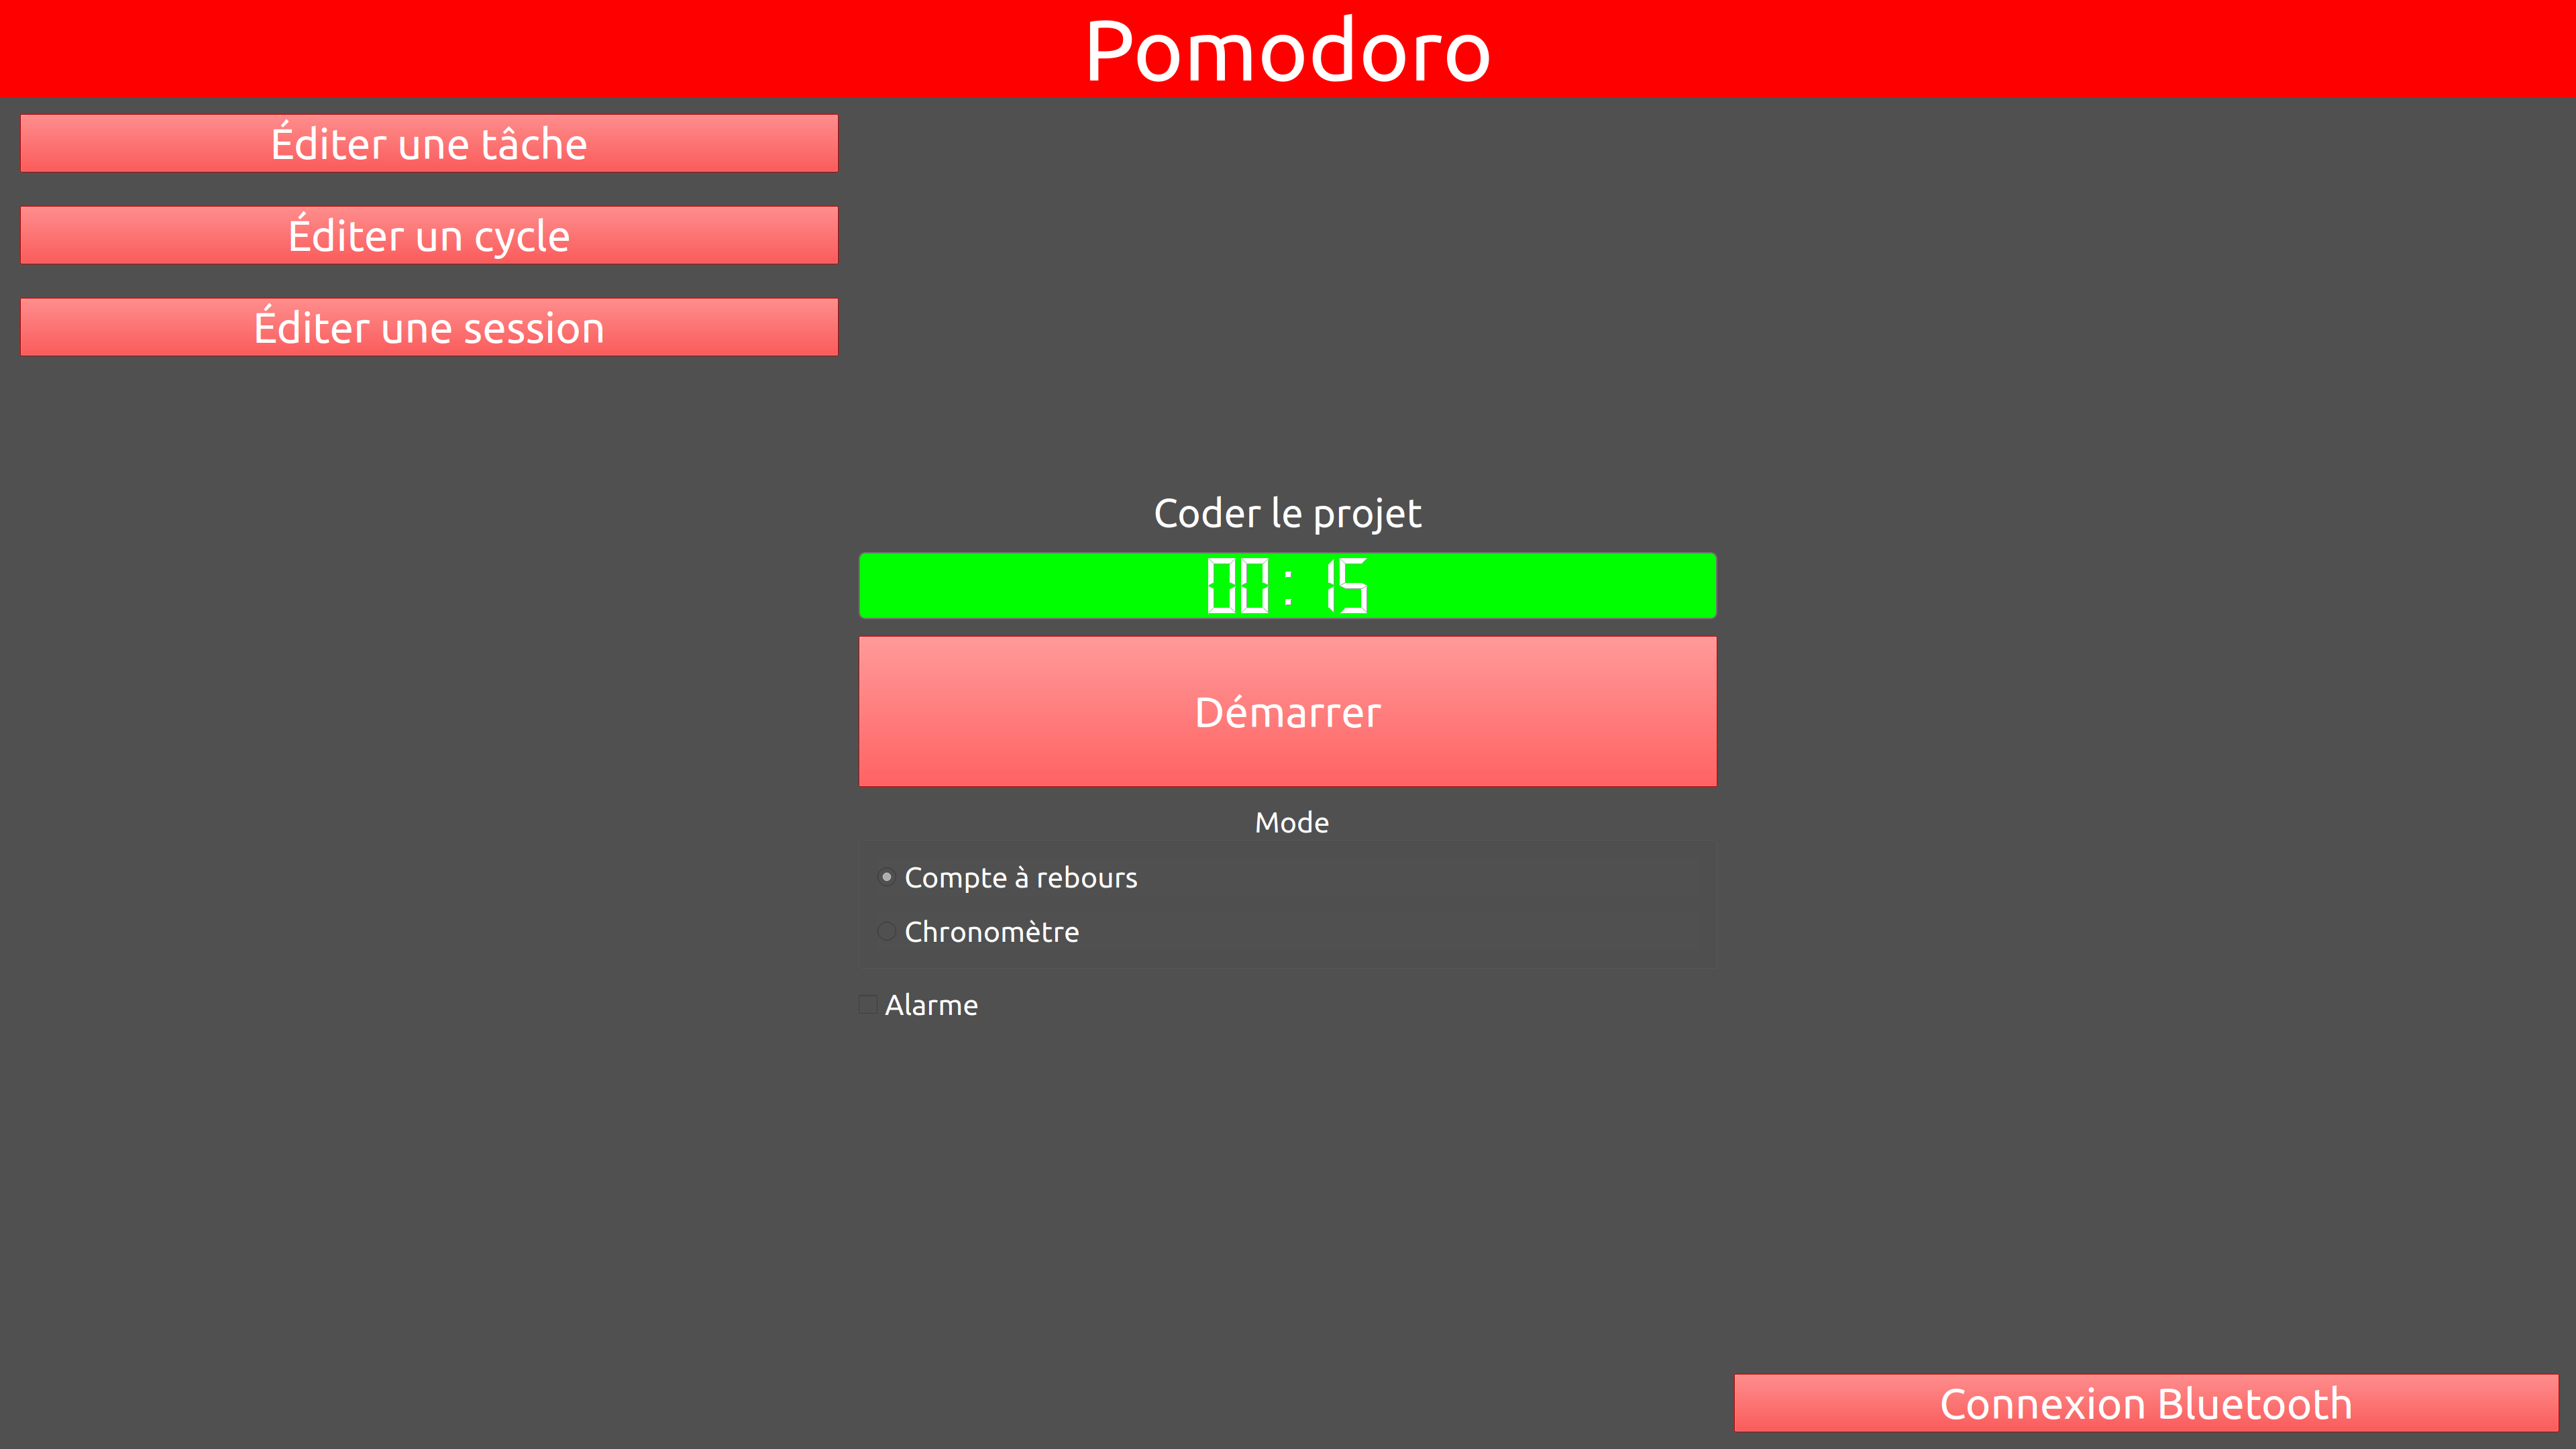 Pomodoro
Éditer une tâche
Éditer un cycle
Éditer une session
Coder le projet
00:15
Démarrer
Mode
Compte à rebours
Chronomètre
Alarme
Connexion Bluetooth